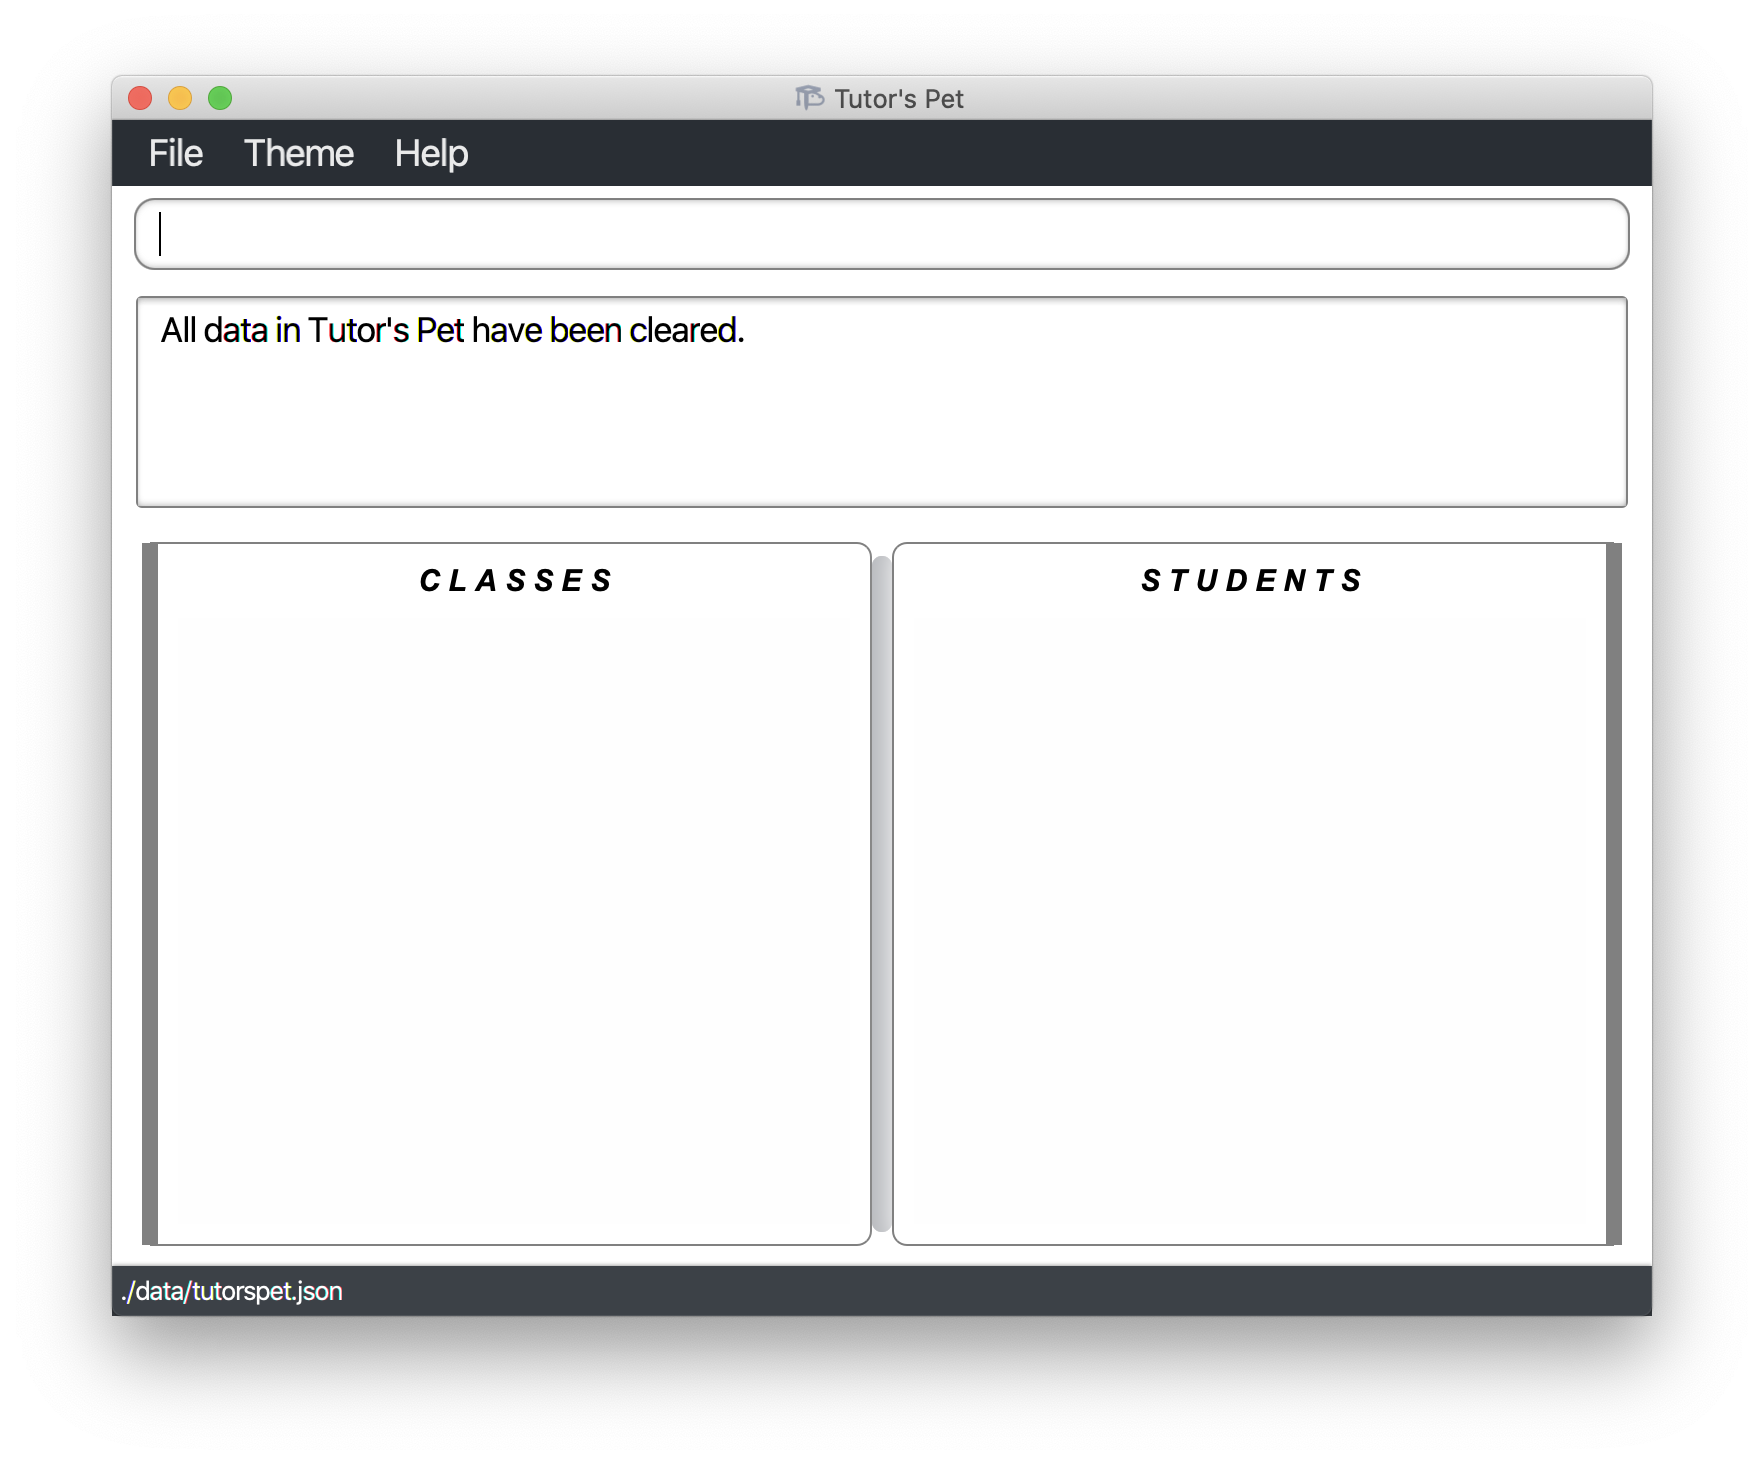 Tutor's Pet
File Theme Help
All data in Tutor's Pet have been cleared.
CLASSES
STUDENTS
./data/tutorspet.json